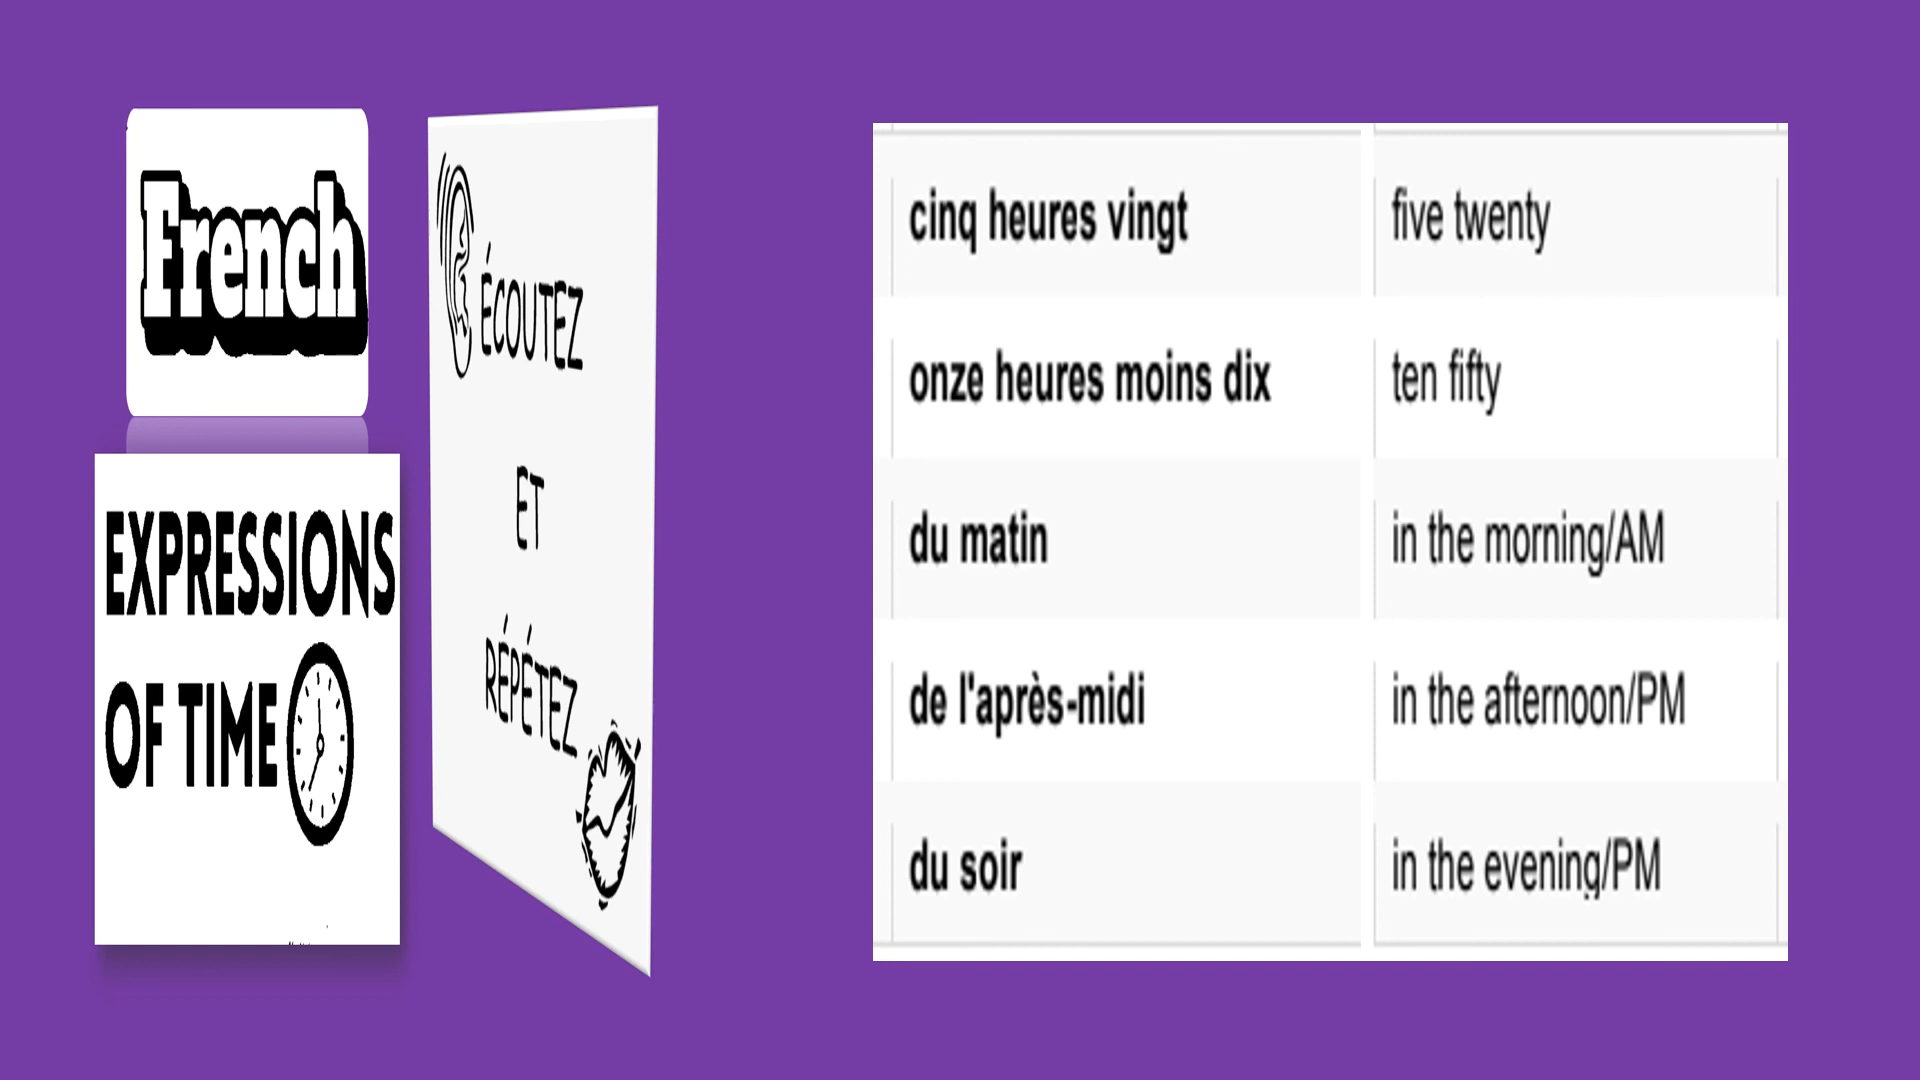 French
EXPRESSIONS
OF TIME
ÉCOUTEZ
ET
RÉPÉTEZ
cinq heures vingt five twenty
onze heures moins dix ten fifty
du matin in the morning/AM
de l'après-midi in the afternoon/PM
du soir in the evening/PM